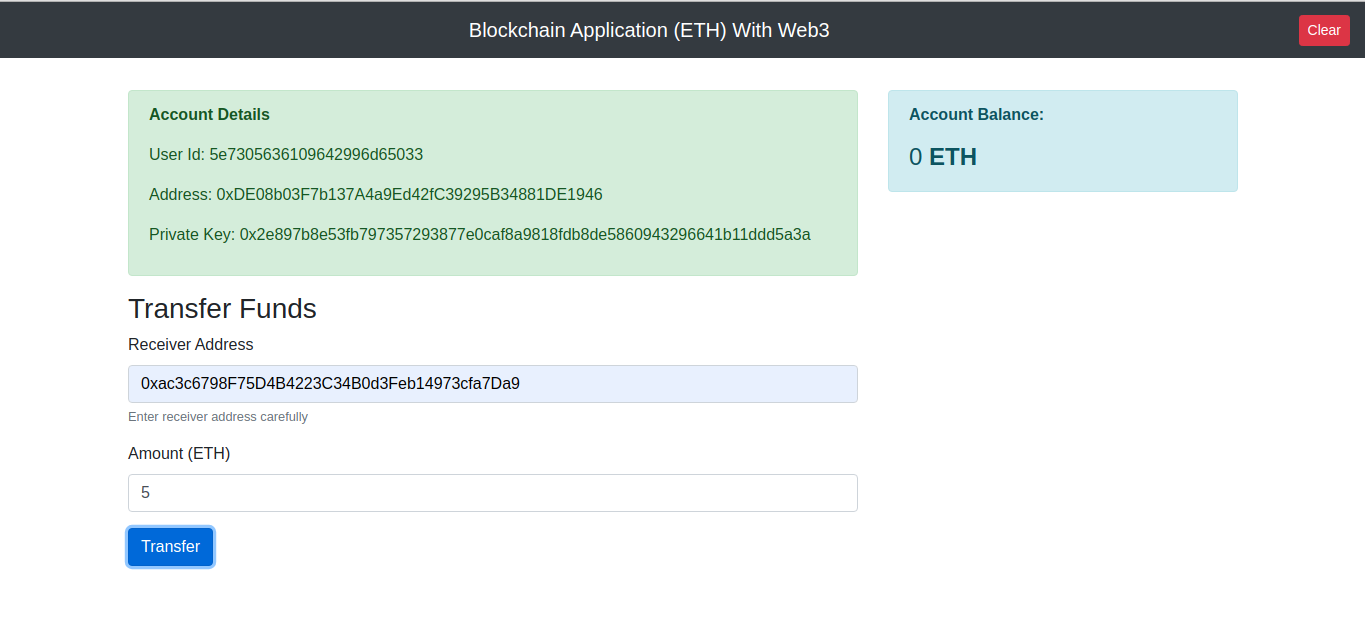 Blockchain Application (ETH) With Web3
Clear
Account Details
User Id: 5e7305636109642996d65033
Address: 0xDE08b03F7b137A4a9Ed42fC39295B34881DE1946
Private Key: 0x2e897b8e53fb797357293877e0caf8a9818fdb8de5860943296641b11ddd5a3a
Account Balance:
0 ETH
Transfer Funds
Receiver Address
0xac3c6798F75D4B4223C34B0d3Feb14973cfa7Da9
Enter receiver address carefully
Amount (ETH)
5
Transfer